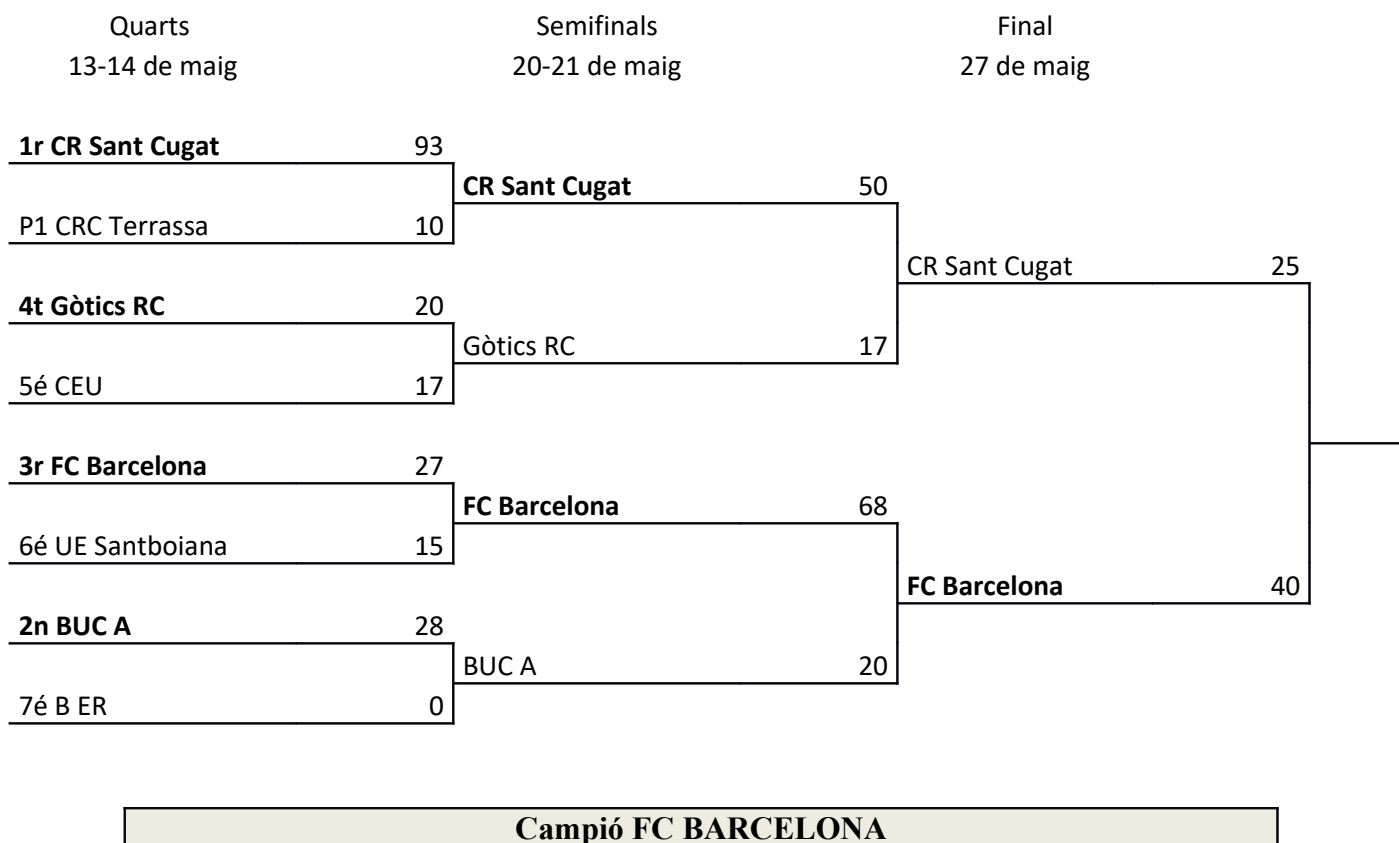 Quarts Semifinals Final
13-14 de maig 20-21 de maig 27 de maig
1r CR Sant Cugat 93
CR Sant Cugat 50
P1 CRC Terrassa 10
CR Sant Cugat 25
4t Gòtics RC 20
Gòtics RC 17
5é CEU 17
3r FC Barcelona 27
FC Barcelona 68
6é UE Santboiana 15
FC Barcelona 40
2n BUC A 28
BUC A 20
7é B ER 0
Campió FC BARCELONA